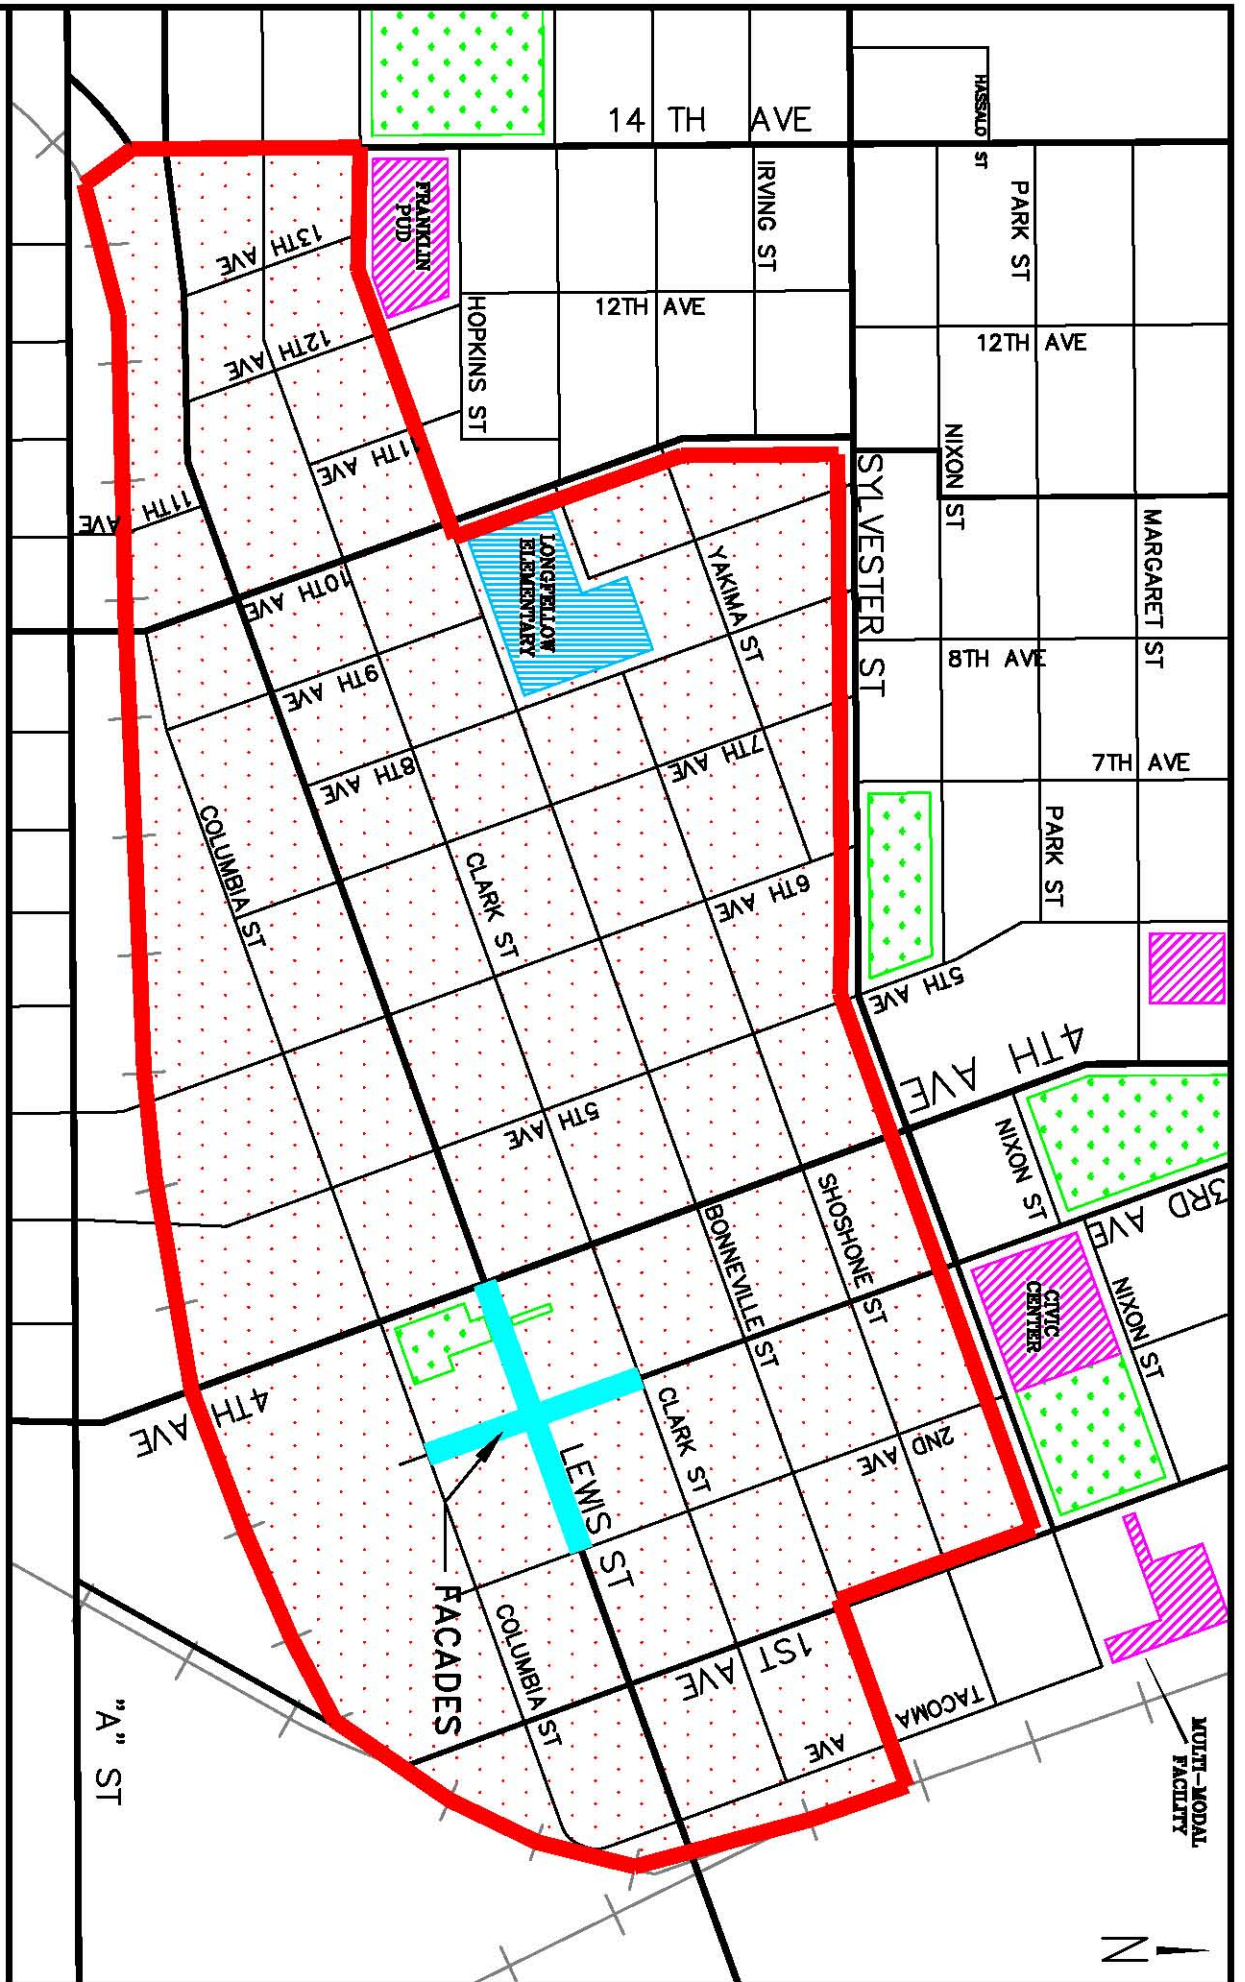 HASSALO ST
14 TH AVE
PARK ST
IRVING ST
FRANKLIN
PUD
13TH AVE
12TH AVE
12TH AVE
12TH AVE
HOPKINS ST
11TH AVE
NIXON ST
SYLVESTER ST
MARGARET ST
11TH AVE
LONGFELLOW
ELEMENTARY
YAKIMA ST
10TH AVE
8TH AVE
9TH AVE
7TH AVE
7TH AVE
8TH AVE
PARK ST
COLUMBIA ST
CLARK ST
6TH AVE
5TH AVE
4TH AVE
5TH AVE
NIXON ST
3RD AVE
SHOSHONE ST
BONNEVILLE ST
CIVIC
CENTER
NIXON ST
4TH AVE
CLARK ST
2ND AVE
LEWIS ST
FACADES
COLUMBIA ST
1ST AVE
TACOMA AVE
MULTI-MODAL
FACILITY
"A" ST
N